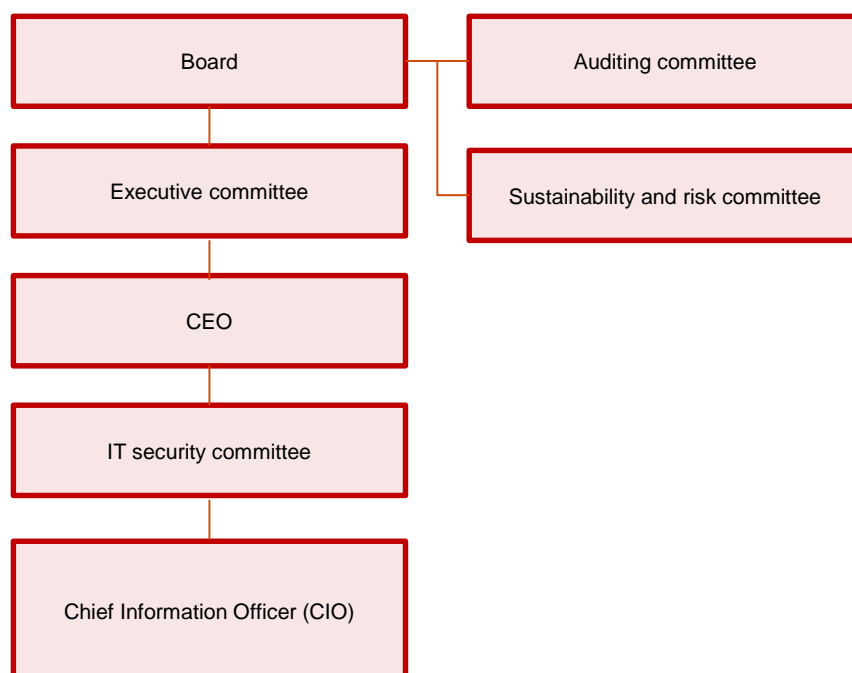 Board
Auditing committee
Executive committee
Sustainability and risk committee
CEO
IT security committee
Chief Information Officer (CIO)